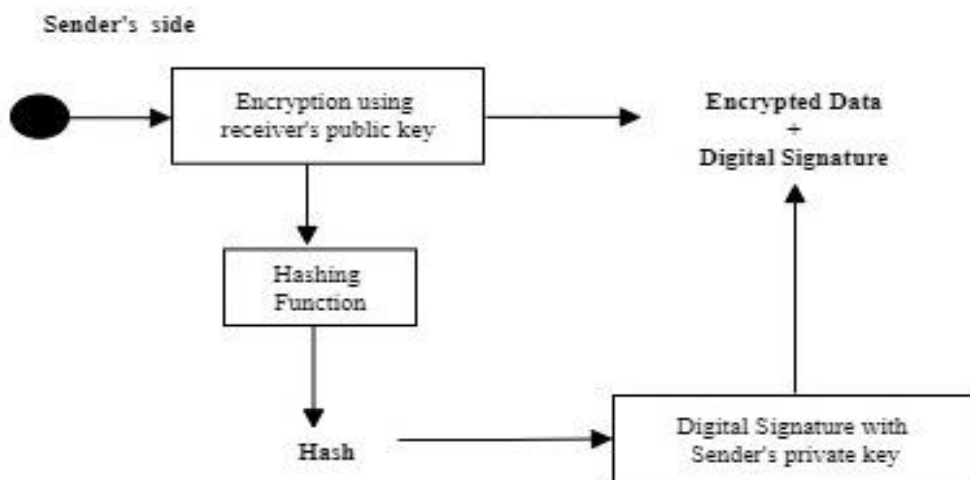 Sender's side
Encryption using
receiver's public key
Encrypted Data
+
Digital Signature
Hashing
Function
Hash
Digital Signature with
Sender's private key